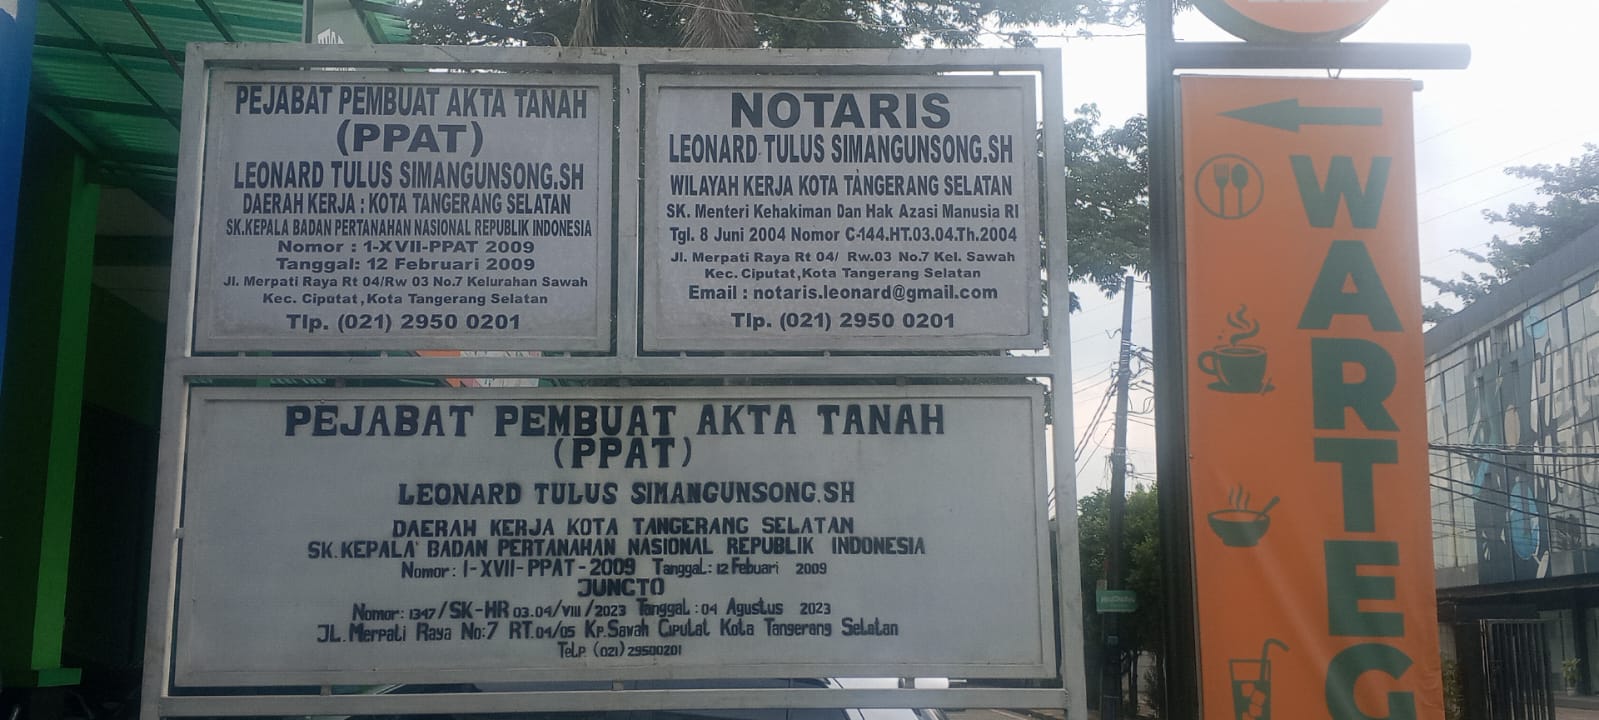 PEJABAT PEMBUAT AKTA TANAH
(PPAT)
LEONARD TULUS SIMANGUNSONG.SH
DAERAH KERJA : KOTA TANGERANG SELATAN
SK.KEPALA BADAN PERTANAHAN NASIONAL REPUBLIK INDONESIA
Nomor : 1-XVII-PPAT 2009
Tanggal: 12 Februari 2009
Jl. Merpati Raya Rt 04/Rw 03 No.7 Kelurahan Sawah
Kec. Ciputat, Kota Tangerang Selatan
Tlp. (021) 2950 0201
NOTARIS
LEONARD TULUS SIMANGUNSONG.SH
WILAYAH KERJA KOTA TANGERANG SELATAN
SK. Menteri Kehakiman Dan Hak Azasi Manusia RI
Tgl. 8 Juni 2004 Nomor C-144.HT.03.04.Th.2004
Jl. Merpati Raya Rt 04/ Rw.03 No.7 Kel. Sawah
Kec. Ciputat,Kota Tangerang Selatan
Email : notaris.leonard@gmail.com
Tlp. (021) 2950 0201
PEJABAT PEMBUAT AKTA TANAH
(PPAT)
LEONARD TULUS SIMANGUNSONG.SH
DAERAH KERJA KOTA TANGERANG SELATAN
SK.KEPALA BADAN PERTANAHAN NASIONAL REPUBLIK INDONESIA
Nomor: 1-XVII-PPAT-2009 Tanggal: 12 Febuari 2009
JUNCTO
Nomor: 1347/SK-HR 03.04/VIII/2023 Tanggal : 04 Agustus 2023
JL. Merpati Raya No:7 RT.04/05 Kp.Sawah Ciputat Kota Tangerang Selatan
TeL.P (021) 29500201
WARTEG